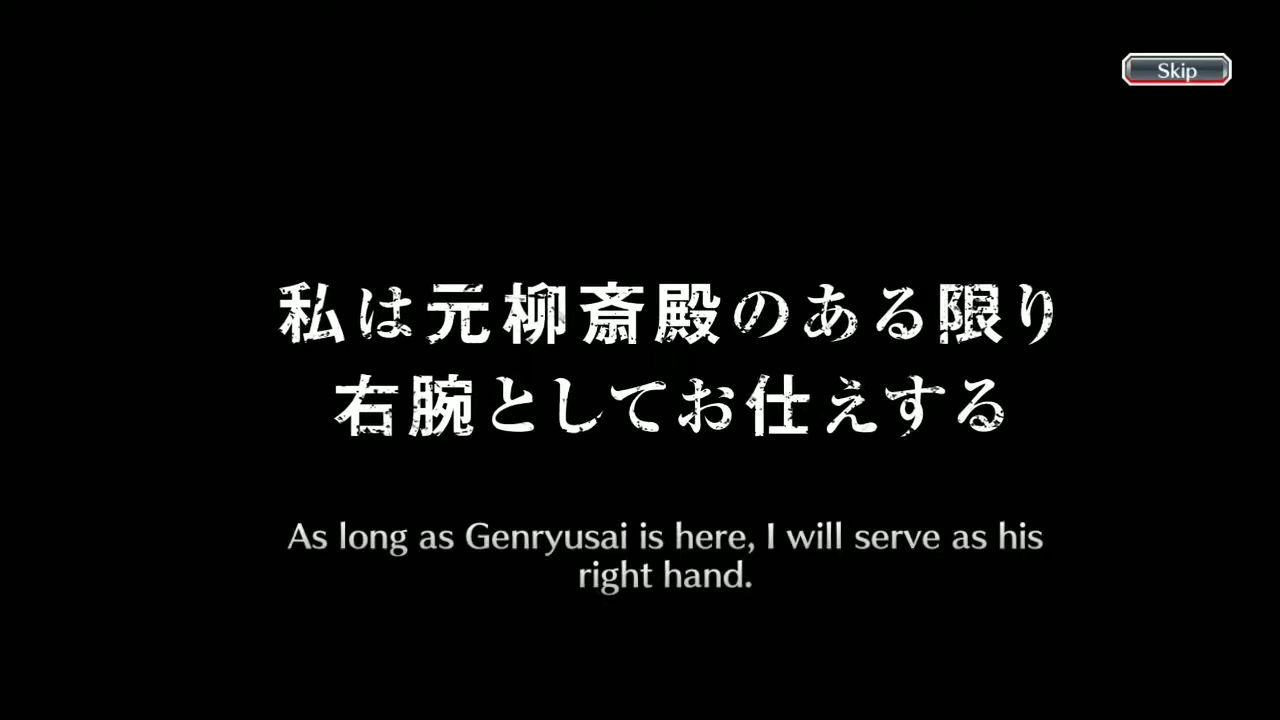 Skip
私は元柳斎殿のある限り
右腕としてお仕えする
As long as Genryusai is here, I will serve as his
right hand.